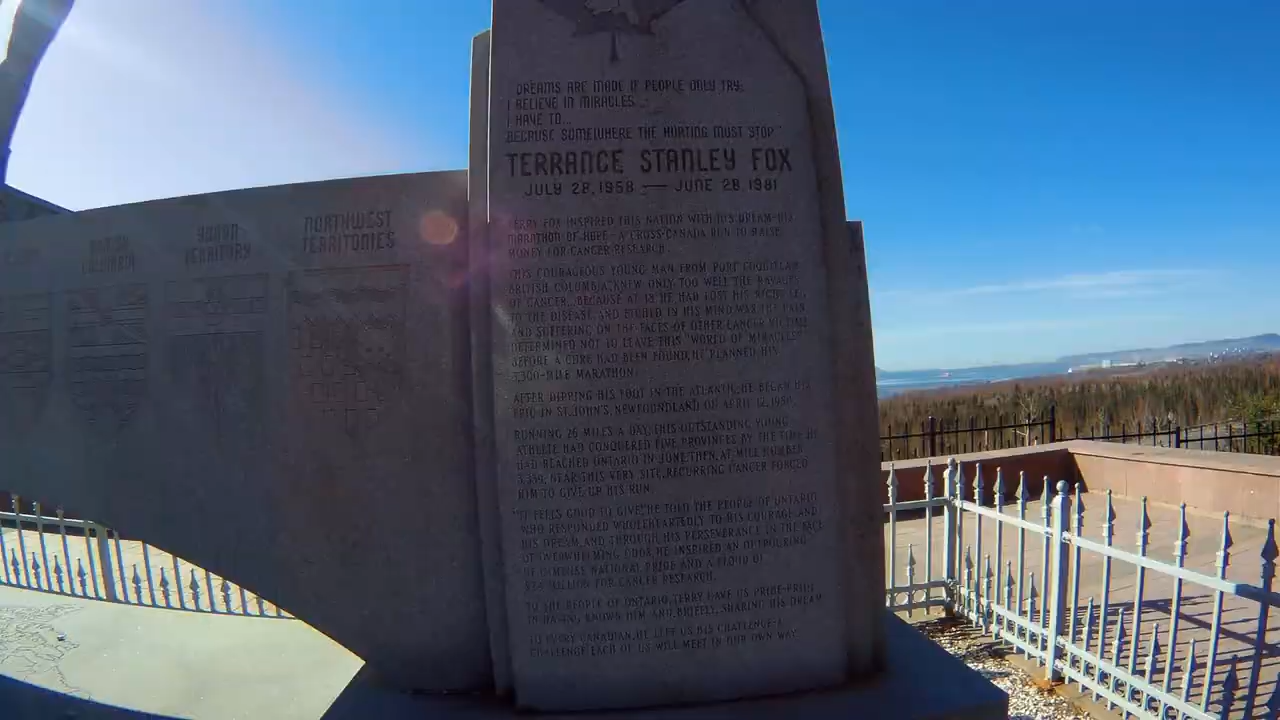 "DREAMS ARE MADE IF PEOPLE ONLY TRY.
I BELIEVE IN MIRACLES...
I HAVE TO...
BECAUSE SOMEWHERE THE HURTING MUST STOP"
TERRANCE STANLEY FOX
JULY 28, 1958 — JUNE 28, 1981
TERRY FOX INSPIRED THIS NATION WITH HIS DREAM-HIS
MARATHON OF HOPE-A CROSS-CANADA RUN TO RAISE
MONEY FOR CANCER RESEARCH.
THIS COURAGEOUS YOUNG MAN FROM PORT COQUITLAM
BRITISH COLUMBIA, KNEW ONLY TOO WELL THE RAVAGES
OF CANCER...BECAUSE AT 18 HE HAD LOST HIS RIGHT LEG
TO THE DISEASE. AND ETCHED IN HIS MIND WAS THE PAIN
AND SUFFERING ON THE FACES OF OTHER CANCER VICTIMS
DETERMINED NOT TO LEAVE THIS "WORLD OF MIRACLES"
BEFORE A CURE HAD BEEN FOUND, HE PLANNED HIS
5,300-MILE MARATHON.
AFTER DIPPING HIS FOOT IN THE ATLANTIC, HE BEGAN HIS
EPIC IN ST. JOHN'S, NEWFOUNDLAND ON APRIL 12, 1980.
RUNNING 26 MILES A DAY, THIS OUTSTANDING YOUNG
ATHLETE HAD CONQUERED FIVE PROVINCES BY THE TIME HE
HAD REACHED ONTARIO IN JUNE. THEN, AT MILE NUMBER
3,339, NEAR THIS VERY SITE, RECURRING CANCER FORCED
HIM TO GIVE UP HIS RUN.
"IT FEELS GOOD TO GIVE", HE TOLD THE PEOPLE OF ONTARIO
WHO RESPONDED WHOLEHEARTEDLY TO HIS COURAGE AND
HIS DREAM, AND THROUGH HIS PERSEVERANCE IN THE FACE
OF OVERWHELMING ODDS, HE INSPIRED AN OUTPOURING
OF LIMITLESS NATIONAL PRIDE AND A FLOOD OF
MILLION FOR CANCER RESEARCH.
TO THE PEOPLE OF ONTARIO, TERRY GAVE US PRIDE-PRIDE
IN HAVING KNOWN HIM AND, BRIEFLY, SHARING HIS DREAM
TO EVERY CANADIAN, HE LEFT US HIS CHALLENGE-A
CHALLENGE EACH OF US WILL MEET IN OUR OWN WAY.
BRITISH
COLUMBIA
YUKON
TERRITORY
NORTHWEST
TERRITORIES